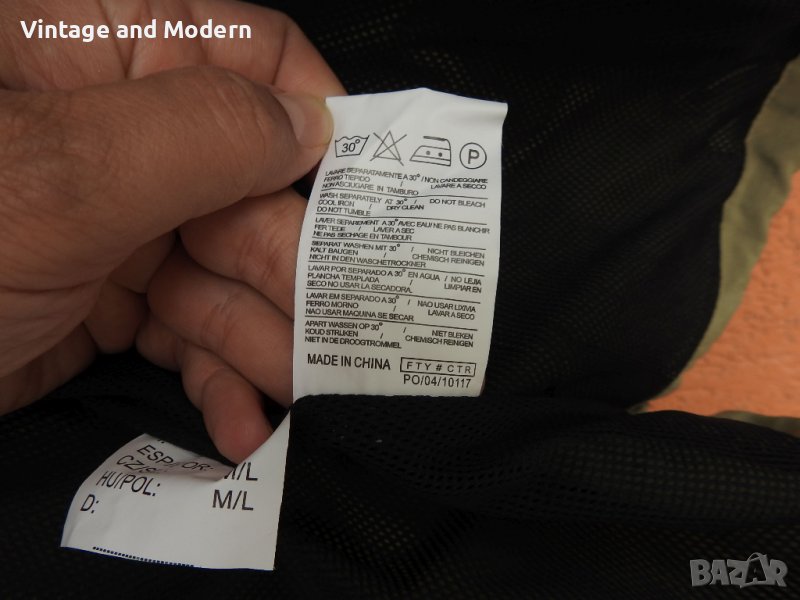 Vintage and Modern
30°
P
LAVARE SEPARATAMENTE A 30° / NON CANDEGGIARE
FERRO TIEPIDO / LAVARE A SECCO
NON ASCIUGARE IN TAMBURO
WASH SEPARATELY AT 30° / DO NOT BLEACH
COOL IRON / DRY CLEAN
DO NOT TUMBLE
LAVER SEPAREMENT A 30° AVEC EAU/ NE PAS BLANCHIR
FER TEDE / LAVER A SEC
NE PAS SECHAGE EN TAMBOUR
SEPARAT WASHEN MIT 30° / NICHT BLEICHEN
KALT BAUGEN / CHEMISCH REINIGEN
NICHT IN DEN WASCHETROCKNER
LAVAR POR SEPARADO A 30° EN AGUA / NO LEJIA
PLANCHA TEMPLADA / LIMPIAR EN
SECO NO USAR LA SECADORA
LAVAR EM SEPARADO A 30° / NAO USAR LIXIVIA
FERRO MORNO / LAVAR A SECO
NAO USAR MAQUINA SE SECAR
APART WASSEN OP 30° / NIET BLEKEN
KOUD STRIJKEN / CHEMISCH REINIGEN
NIET IN DE DROOGTROMMEL
MADE IN CHINA FTY # CTR
PO/04/10117
M/L
HU/POL: M/L
D:
BAZAR